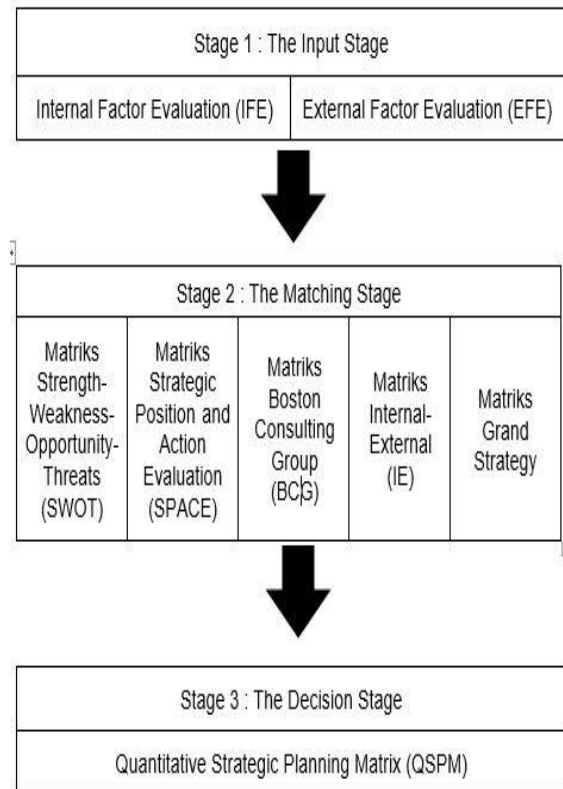 Stage 1 : The Input Stage
Internal Factor Evaluation (IFE)
External Factor Evaluation (EFE)
Stage 2 : The Matching Stage
Matriks
Strength-
Weakness-
Opportunity-
Threats
(SWOT)
Matriks
Strategic
Position and
Action
Evaluation
(SPACE)
Matriks
Boston
Consulting
Group
(BCG)
Matriks
Internal-
External
(IE)
Matriks
Grand
Strategy
Stage 3 : The Decision Stage
Quantitative Strategic Planning Matrix (QSPM)